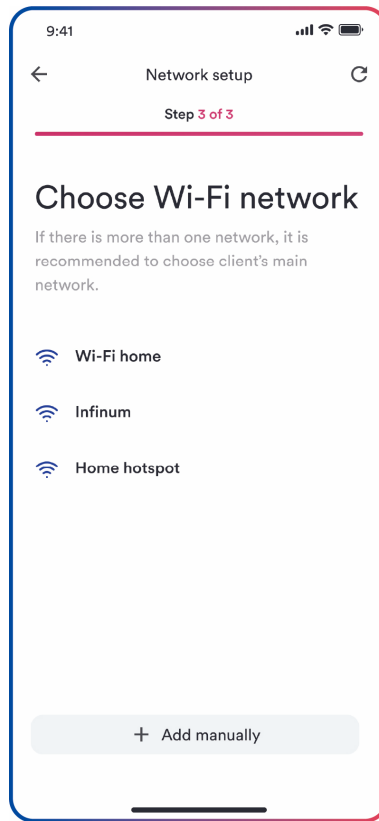 9:41
Network setup
Step 3 of 3
Choose Wi-Fi network
If there is more than one network, it is
recommended to choose client's main
network.
Wi-Fi home
Infinum
Home hotspot
+ Add manually